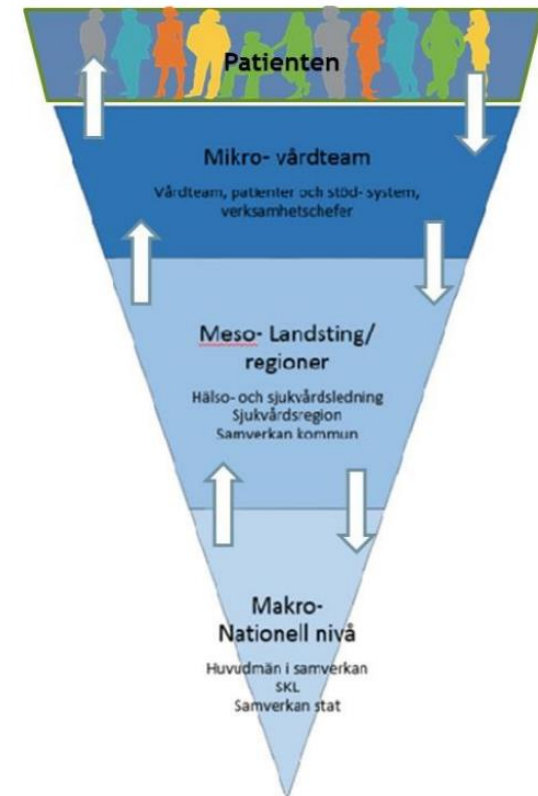 Patienten
Mikro- vårdteam
Vårdteam, patienter och stöd- system,
verksamhetschefer
Meso- Landsting/
regioner
Hälso- och sjukvårdsledning
Sjukvårdsregion
Samverkan kommun
Makro-
Nationell nivå
Huvudmän i samverkan
SKL
Samverkan stat